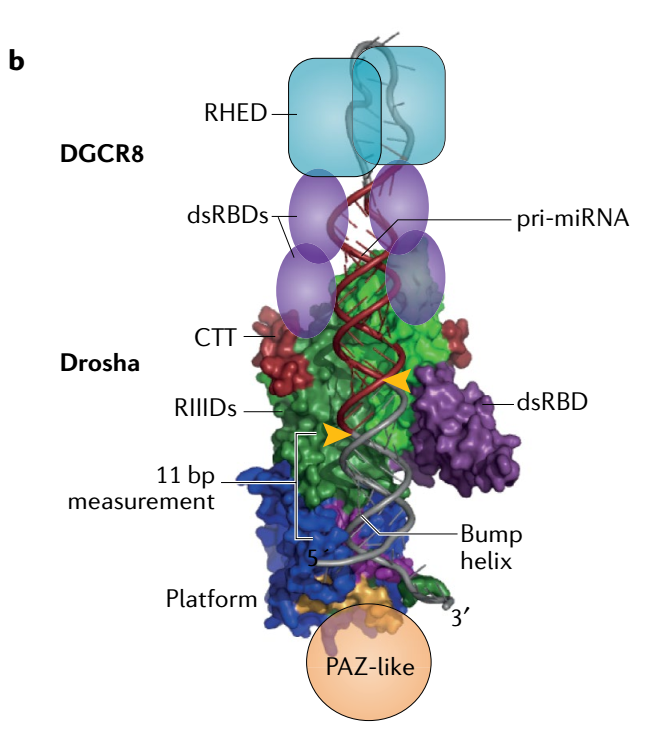 b
RHED
DGCR8
dsRBDs
pri-miRNA
CTT
Drosha
RIIIDs
dsRBD
11 bp
measurement
Bump
helix
5′
Platform
3′
PAZ-like